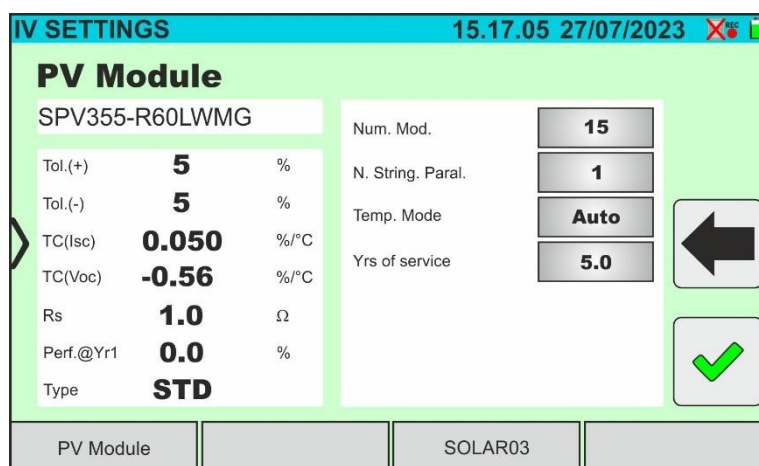 IV SETTINGS 15.17.05 27/07/2023 REC
PV Module
SPV355-R60LWMG
Tol.(+) 5 %
Tol.(-) 5 %
TC(Isc) 0.050 %/°C
TC(Voc) -0.56 %/°C
Rs 1.0 Ω
Perf.@Yr1 0.0 %
Type STD
Num. Mod. 15
N. String. Paral. 1
Temp. Mode Auto
Yrs of service 5.0
PV Module SOLAR03